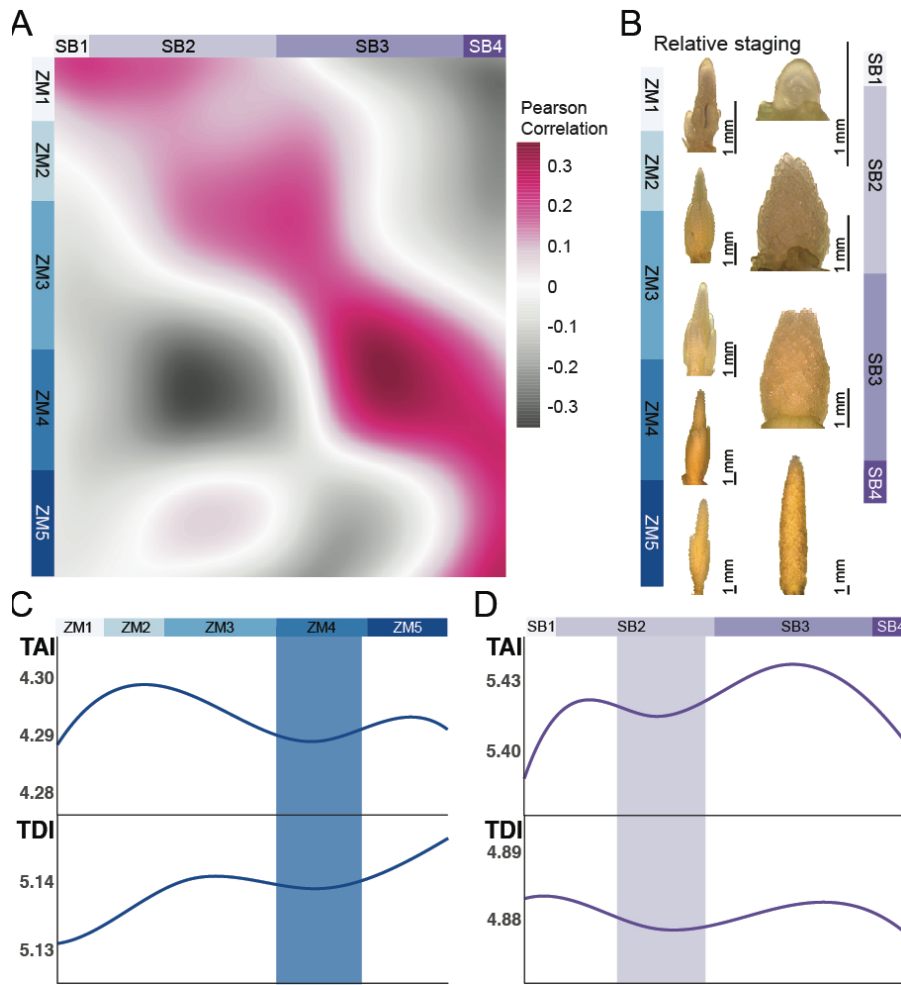 A
SB1 SB2 SB3 SB4
ZM1
ZM2
ZM3
ZM4
ZM5
Pearson
Correlation
0.3
0.2
0.1
0
-0.1
-0.2
-0.3
B
Relative staging
ZM1
ZM2
ZM3
ZM4
ZM5
1 mm
1 mm
1 mm
1 mm
1 mm
1 mm
1 mm
1 mm
1 mm
SB1
SB2
SB3
SB4
C
ZM1 ZM2 ZM3 ZM4 ZM5
TAI
4.30
4.29
4.28
TDI
5.14
5.13
D
SB1 SB2 SB3 SB4
TAI
5.43
5.40
TDI
4.89
4.88